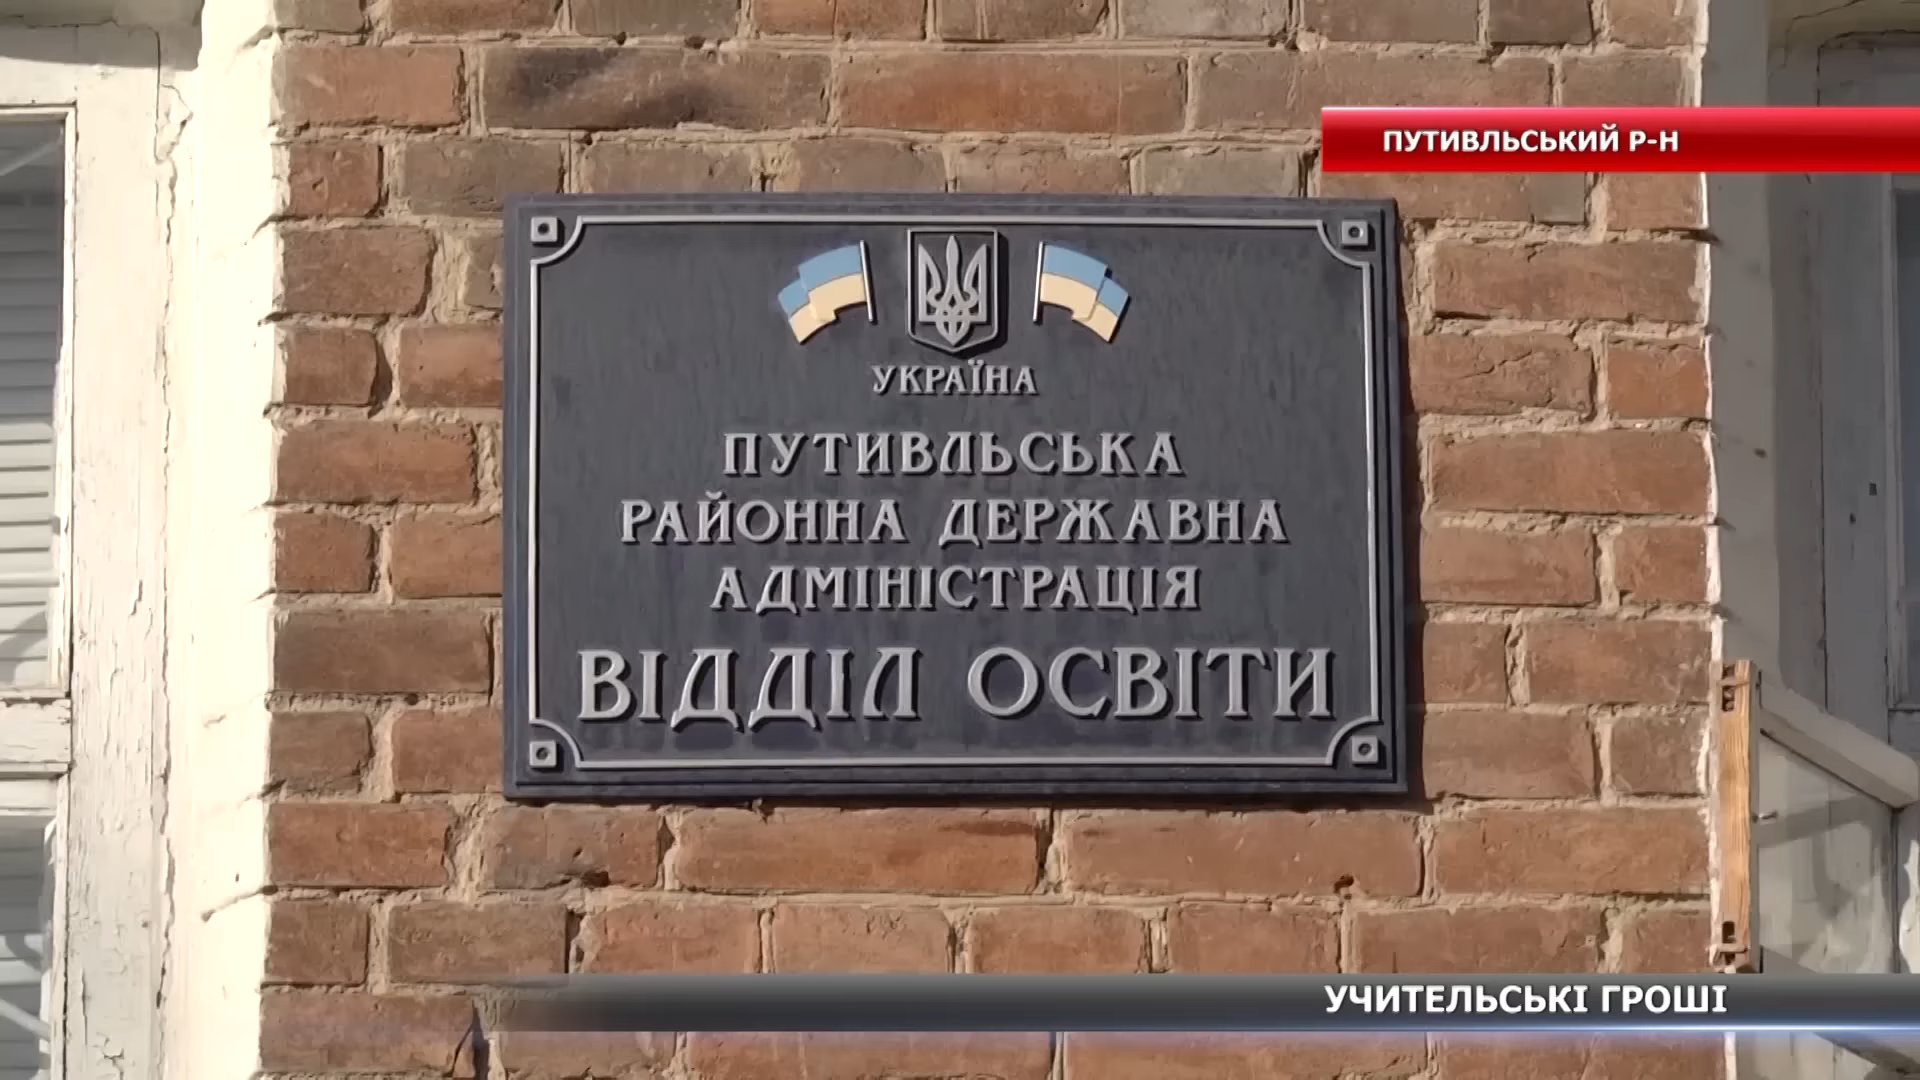 ПУТИВЛЬСЬКИЙ Р-Н
УКРАЇНА
ПУТИВЛЬСЬКА
РАЙОННА ДЕРЖАВНА
АДМІНІСТРАЦІЯ
ВІДДІЛ ОСВІТИ
УЧИТЕЛЬСЬКІ ГРОШІ